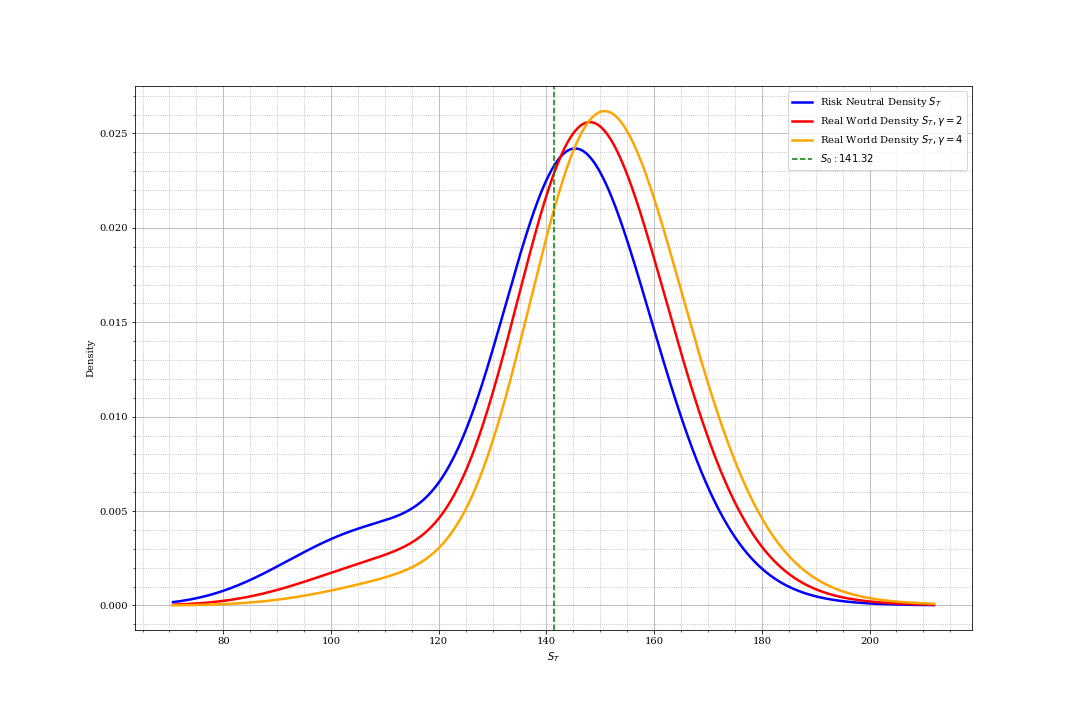 Risk Neutral Density S_T
Real World Density S_T, γ = 2
Real World Density S_T, γ = 4
S_0 : 141.32
0.025
0.020
0.015
0.010
0.005
0.000
Density
80 100 120 140 160 180 200
S_T